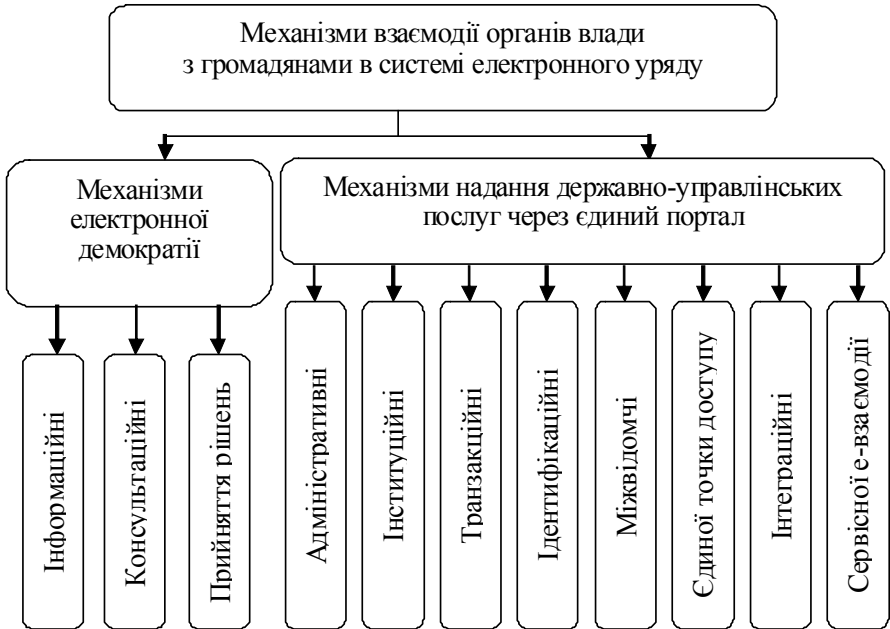 Механізми взаємодії органів влади
з громадянами в системі електронного уряду
Механізми
електронної
демократії
Механізми надання державно-управлінських
послуг через єдиний портал
Інформаційні
Консультаційні
Прийняття рішень
Адміністративні
Інституційні
Транзакційні
Ідентифікаційні
Міжвідомчі
Єдиної точки доступу
Інтеграційні
Сервісної е-взаємодії